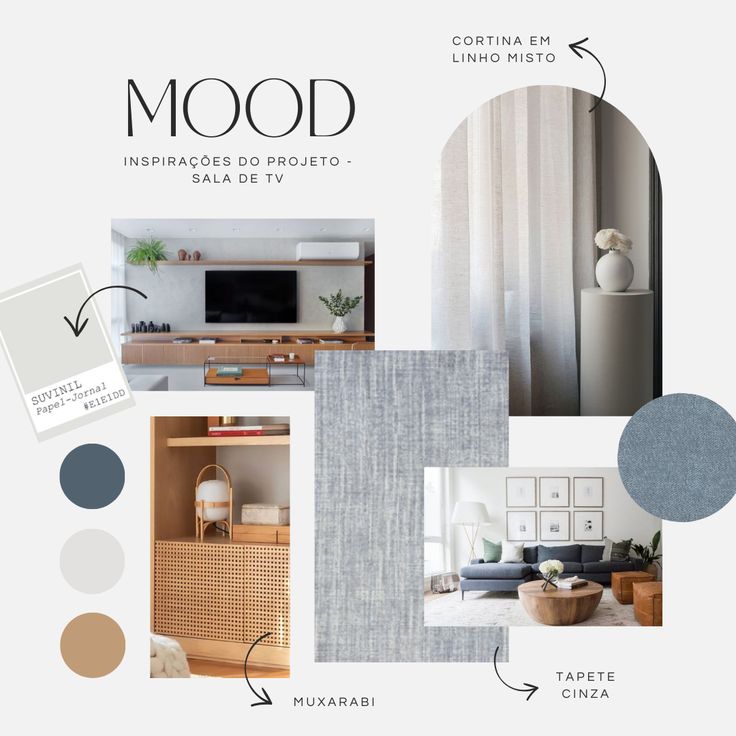 MOOD
INSPIRAÇÕES DO PROJETO -
SALA DE TV
CORTINA EM
LINHO MISTO
SUVINIL
Papel-Jornal
#E1E1DD
MUXARABI
TAPETE
CINZA